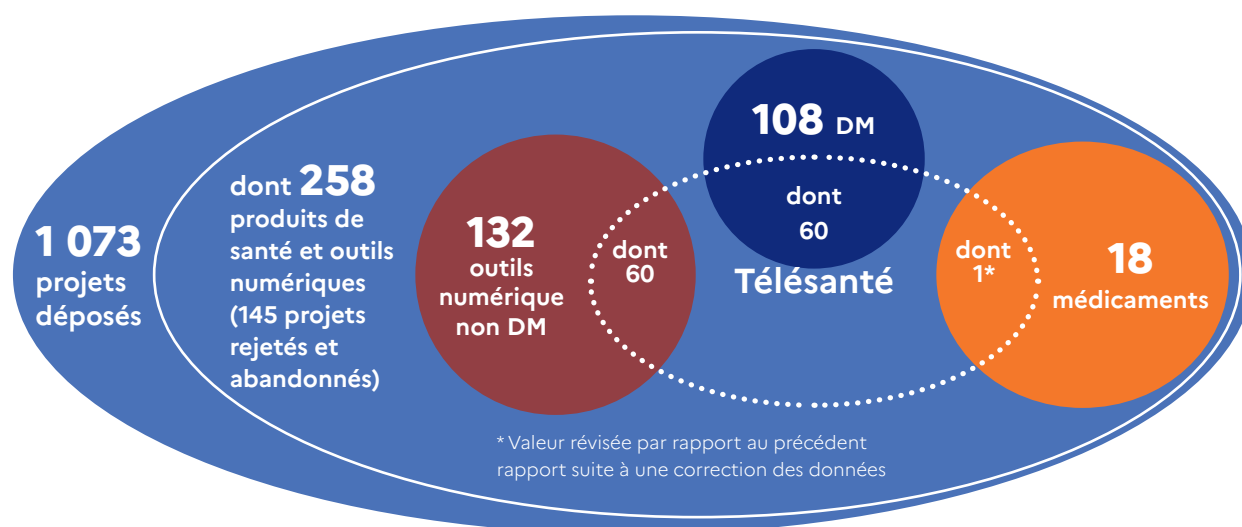 1 073
projets
déposés
dont 258
produits de
santé et outils
numériques
(145 projets
rejetés et
abandonnés)
132
outils
numérique
non DM
dont
60
108 DM
dont
60
Télésanté
dont
1*
18
médicaments
* Valeur révisée par rapport au précédent
rapport suite à une correction des données